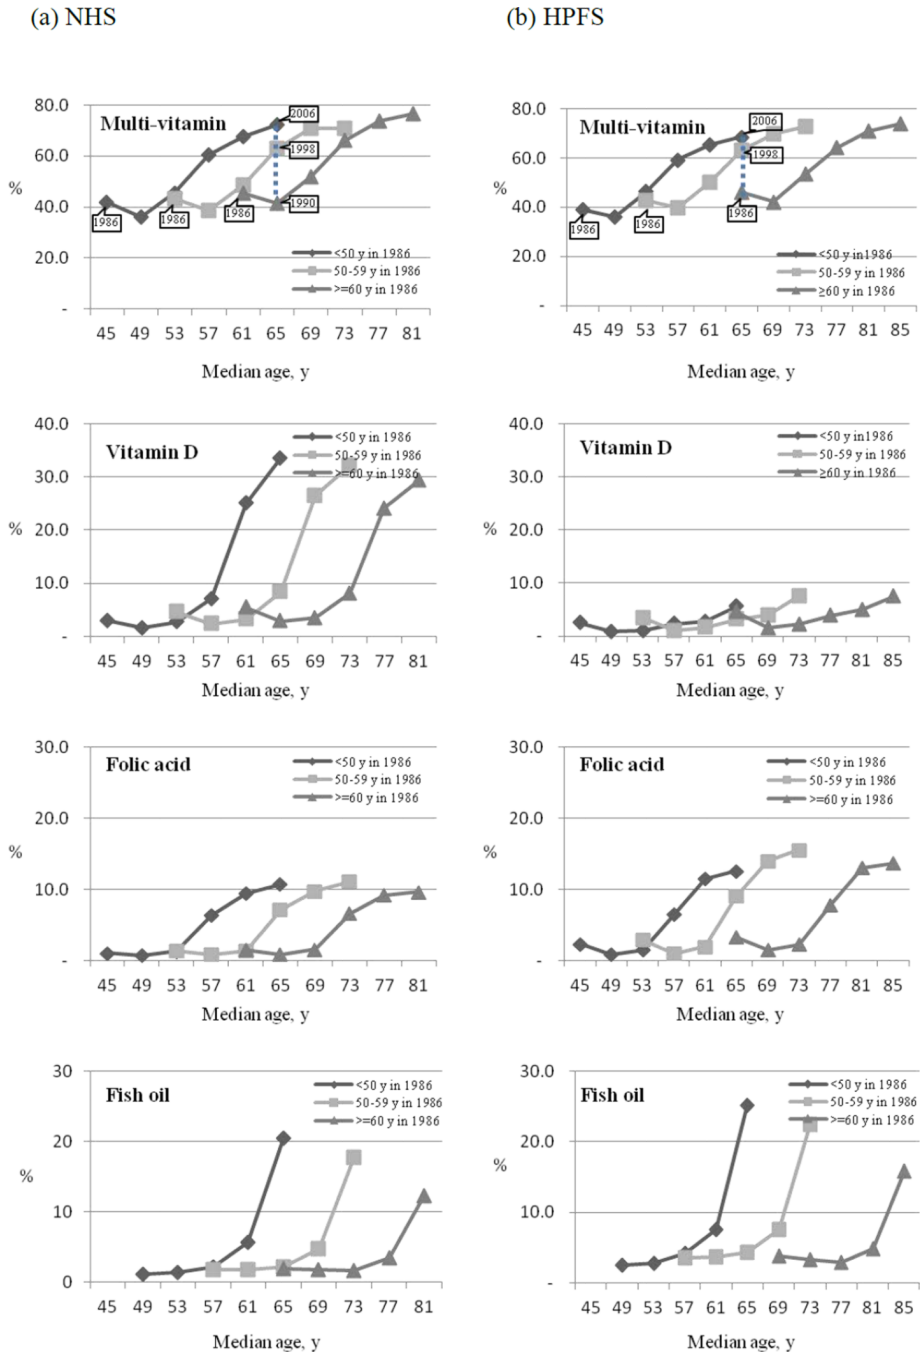 (a) NHS
(b) HPFS
80.0
60.0
40.0
20.0
-
%
Multi-vitamin
2006
1998
1990
1986
1986
1986
<50 y in 1986
50-59 y in 1986
>=60 y in 1986
45 49 53 57 61 65 69 73 77 81
Median age, y
80.0
60.0
40.0
20.0
-
%
Multi-vitamin
2006
1998
1986
1986
1986
<50 y in1986
50-59 y in 1986
≥60 y in 1986
45 49 53 57 61 65 69 73 77 81 85
Median age, y
40.0
30.0
20.0
10.0
-
%
Vitamin D
<50 y in 1986
50-59 y in 1986
>=60 y in 1986
45 49 53 57 61 65 69 73 77 81
Median age, y
40.0
30.0
20.0
10.0
-
%
Vitamin D
<50 y in1986
50-59 y in 1986
≥60 y in 1986
45 49 53 57 61 65 69 73 77 81 85
Median age, y
30.0
20.0
10.0
-
%
Folic acid
<50 y in 1986
50-59 y in 1986
>=60 y in 1986
45 49 53 57 61 65 69 73 77 81
Median age, y
30.0
20.0
10.0
-
%
Folic acid
<50 y in 1986
50-59 y in 1986
>=60 y in 1986
45 49 53 57 61 65 69 73 77 81 85
Median age, y
30
20
10
0
%
Fish oil
<50 y in 1986
50-59 y in 1986
>=60 y in 1986
45 49 53 57 61 65 69 73 77 81
Median age, y
30.0
20.0
10.0
-
%
Fish oil
<50 y in 1986
50-59 y in 1986
>=60 y in 1986
45 49 53 57 61 65 69 73 77 81 85
Median age, y